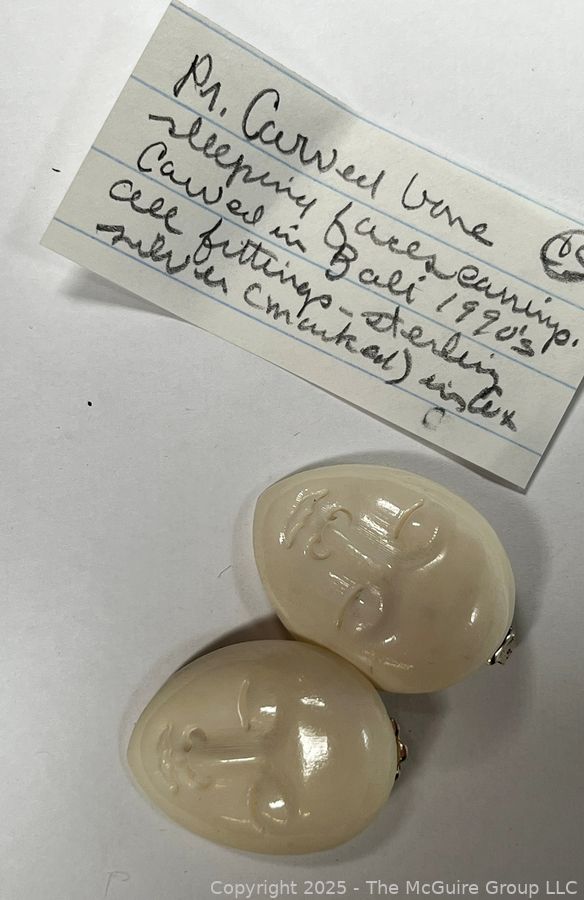 Pr. Carved bone
sleeping faces earrings.
Carved in Bali 1990's
all fittings - sterling
silver (marked)
Copyright 2025 - The McGuire Group LLC